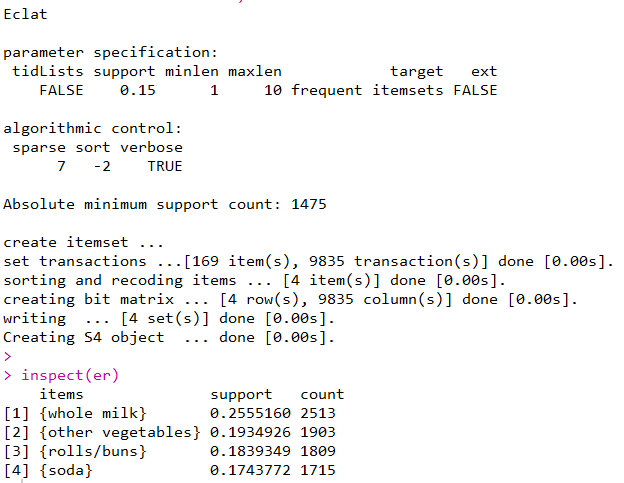 Eclat
parameter specification:
tidLists support minlen maxlen target ext
FALSE 0.15 1 10 frequent itemsets FALSE
algorithmic control:
sparse sort verbose
7 -2 TRUE
Absolute minimum support count: 1475
create itemset ...
set transactions ...[169 item(s), 9835 transaction(s)] done [0.00s].
sorting and recoding items ... [4 item(s)] done [0.00s].
creating bit matrix ... [4 row(s), 9835 column(s)] done [0.00s].
writing ... [4 set(s)] done [0.00s].
Creating S4 object ... done [0.00s].
>
> inspect(er)
items support count
[1] {whole milk} 0.2555160 2513
[2] {other vegetables} 0.1934926 1903
[3] {rolls/buns} 0.1839349 1809
[4] {soda} 0.1743772 1715